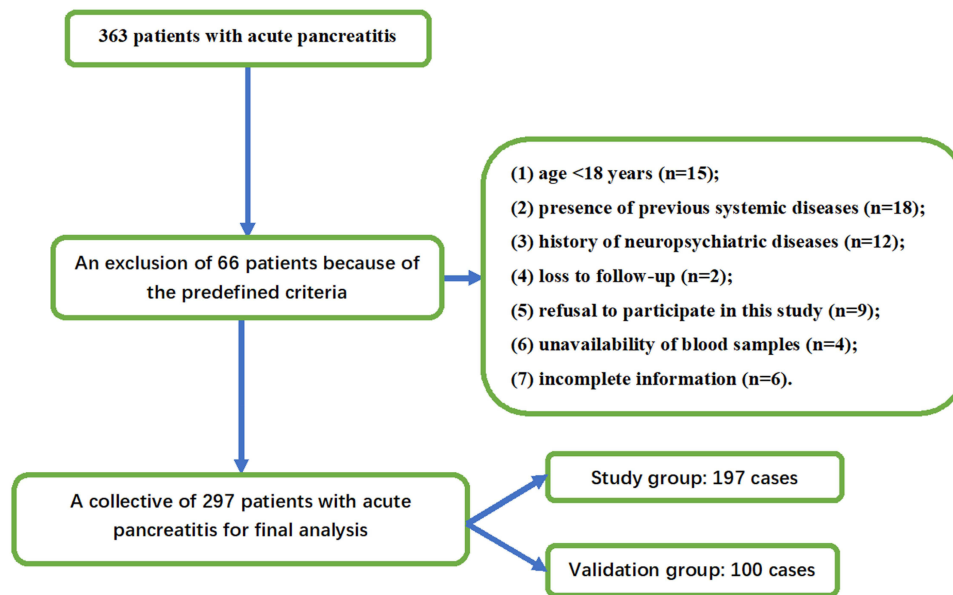 363 patients with acute pancreatitis
An exclusion of 66 patients because of
the predefined criteria
(1) age <18 years (n=15);
(2) presence of previous systemic diseases (n=18);
(3) history of neuropsychiatric diseases (n=12);
(4) loss to follow-up (n=2);
(5) refusal to participate in this study (n=9);
(6) unavailability of blood samples (n=4);
(7) incomplete information (n=6).
A collective of 297 patients with acute
pancreatitis for final analysis
Study group: 197 cases
Validation group: 100 cases